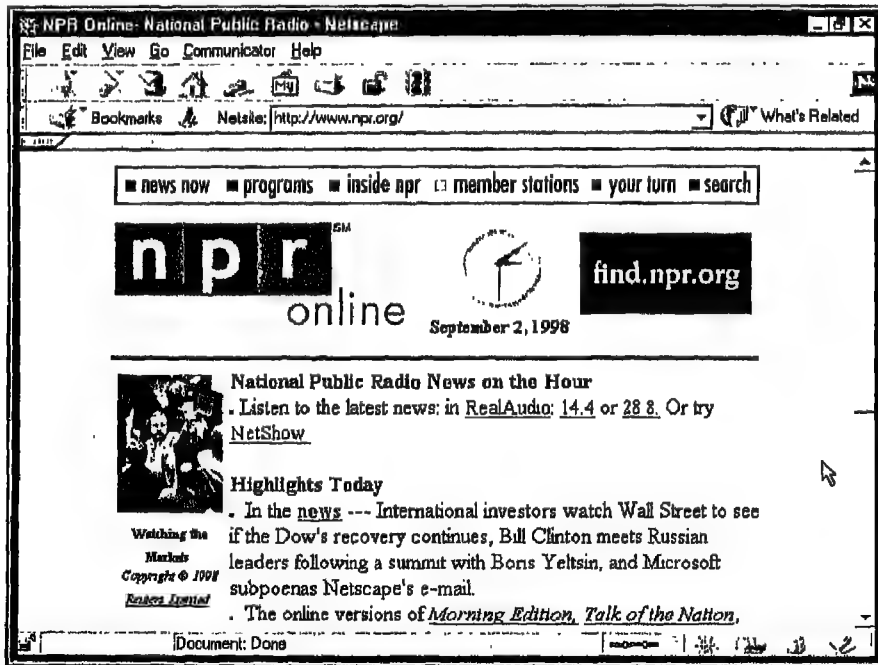 NPR Online- National Public Radio - Netscape
File Edit View Go Communicator Help
My N
Bookmarks Netsite: http://www.npr.org/ What's Related
news now programs inside npr member stations your turn search
npr SM
online
September 2, 1998
find.npr.org
National Public Radio News on the Hour
. Listen to the latest news: in RealAudio: 14.4 or 28 8. Or try
NetShow
Highlights Today
. In the news --- International investors watch Wall Street to see
if the Dow's recovery continues, Bill Clinton meets Russian
leaders following a summit with Boris Yeltsin, and Microsoft
subpoenas Netscape's e-mail.
. The online versions of Morning Edition, Talk of the Nation,
Watching the
Markets
Copyright © 1998
Reuters Limited
Document: Done